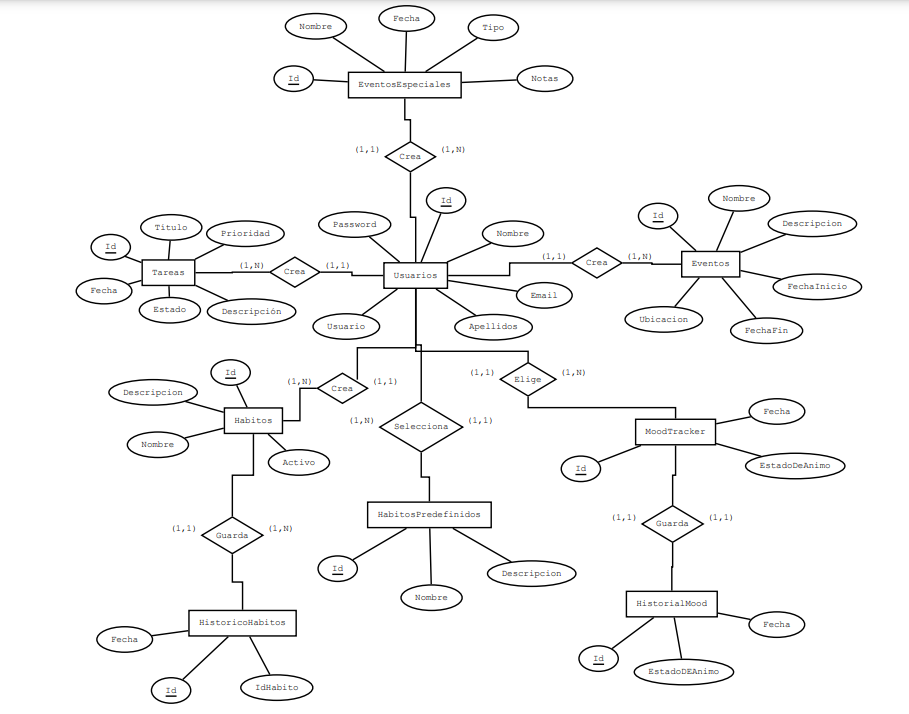 Fecha
Nombre
Tipo
Id
Notas
EventosEspeciales
(1,1)
Crea
(1,N)
Id
Nombre
Id
Password
Nombre
Descripcion
Titulo
Prioridad
Id
Tareas
(1,N)
Crea
(1,1)
Usuarios
(1,1)
Crea
(1,N)
Eventos
Fecha
Estado
Descripción
Email
FechaInicio
Usuario
Apellidos
Ubicacion
FechaFin
Id
(1,N)
Crea
(1,1)
(1,1)
Elige
(1,N)
Descripcion
Habitos
(1,N)
Selecciona
(1,1)
Fecha
MoodTracker
Nombre
Activo
Id
EstadoDeAnimo
(1,1)
Guarda
(1,N)
HabitosPredefinidos
(1,1)
Guarda
(1,1)
Id
Descripcion
Nombre
HistoricoHabitos
HistorialMood
Fecha
Fecha
Id
IdHabito
Id
EstadoDEAnimo